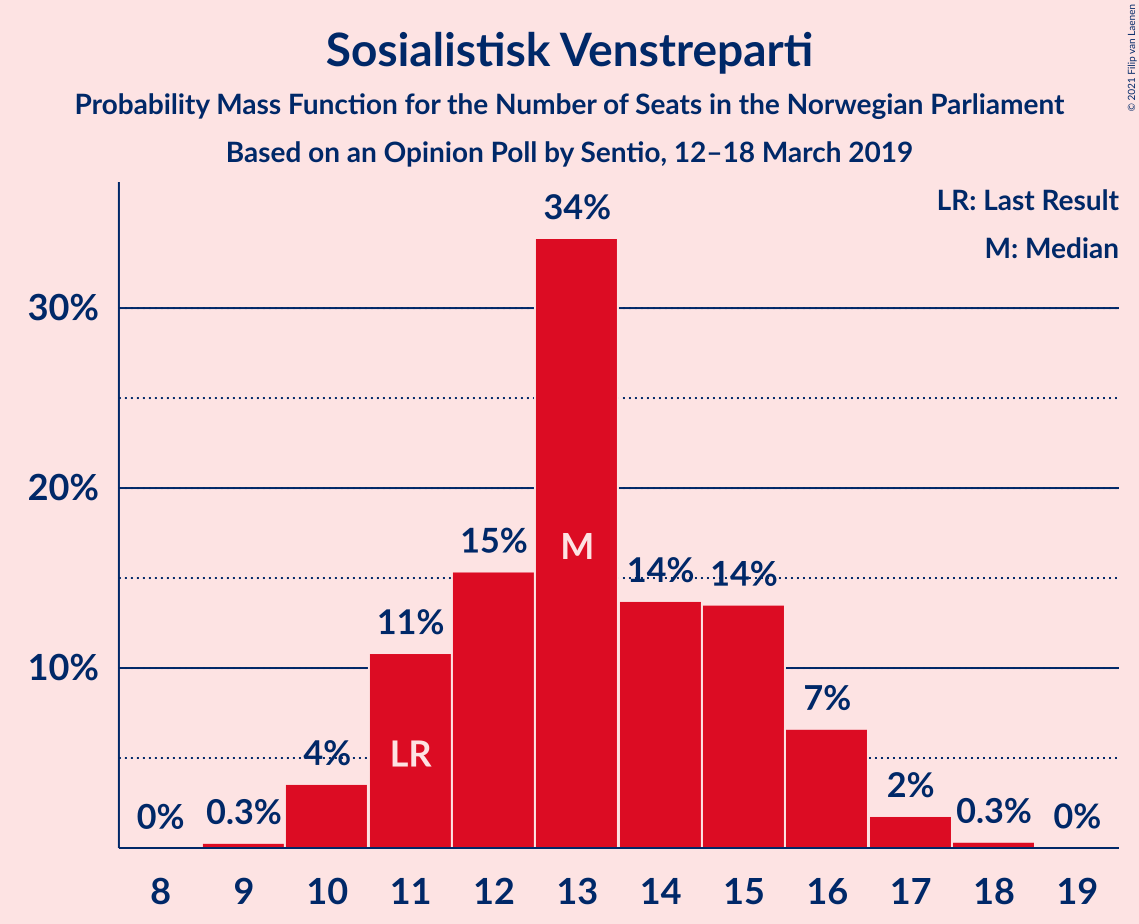 Sosialistisk Venstreparti
Probability Mass Function for the Number of Seats in the Norwegian Parliament
Based on an Opinion Poll by Sentio, 12–18 March 2019
© 2021 Filip van Laenen
LR: Last Result
M: Median
34%
30%
20%
15%
M
14%
14%
11%
10%
7%
4%
LR
2%
0%
0.3%
0.3%
0%
8 9 10 11 12 13 14 15 16 17 18 19